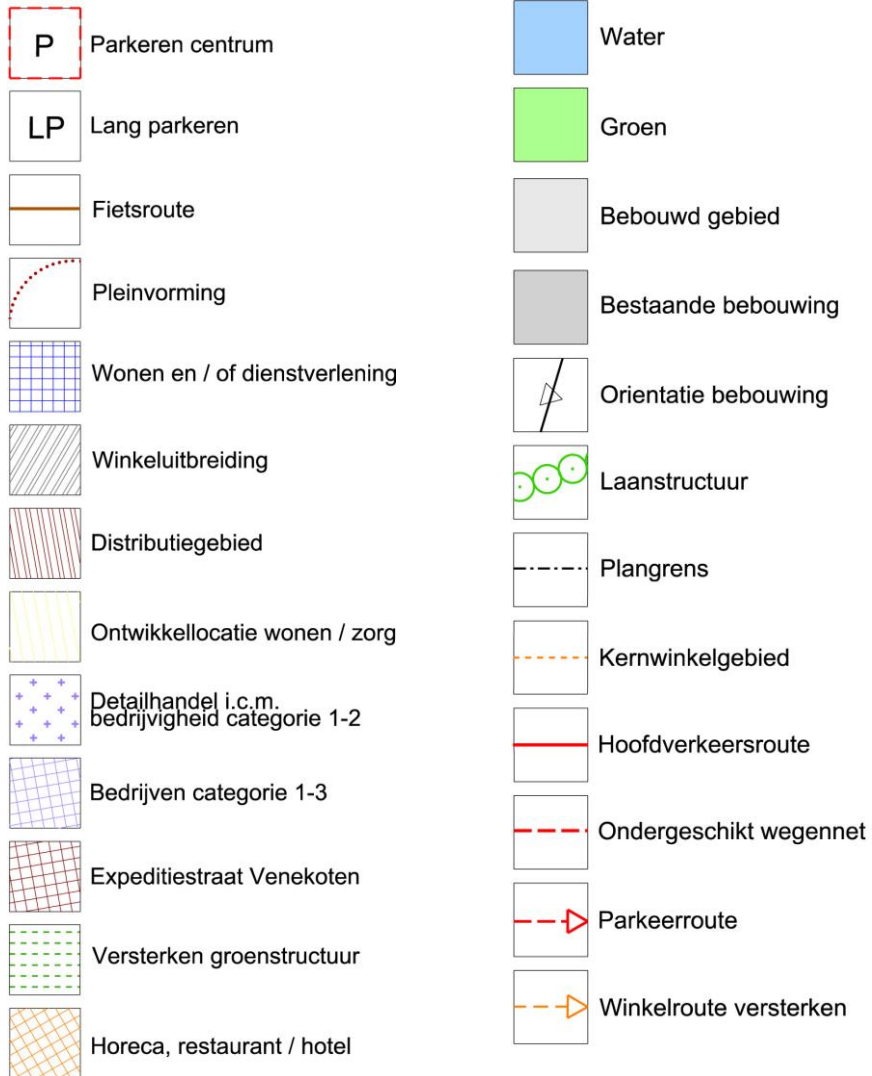 P Parkeren centrum
LP Lang parkeren
Fietsroute
Pleinvorming
Wonen en / of dienstverlening
Winkeluitbreiding
Distributiegebied
Ontwikkellocatie wonen / zorg
Detailhandel i.c.m.
bedrijvigheid categorie 1-2
Bedrijven categorie 1-3
Expeditiestraat Venekoten
Versterken groenstructuur
Horeca, restaurant / hotel
Water
Groen
Bebouwd gebied
Bestaande bebouwing
Orientatie bebouwing
Laanstructuur
Plangrens
Kernwinkelgebied
Hoofdverkeersroute
Ondergeschikt wegennet
Parkeerroute
Winkelroute versterken